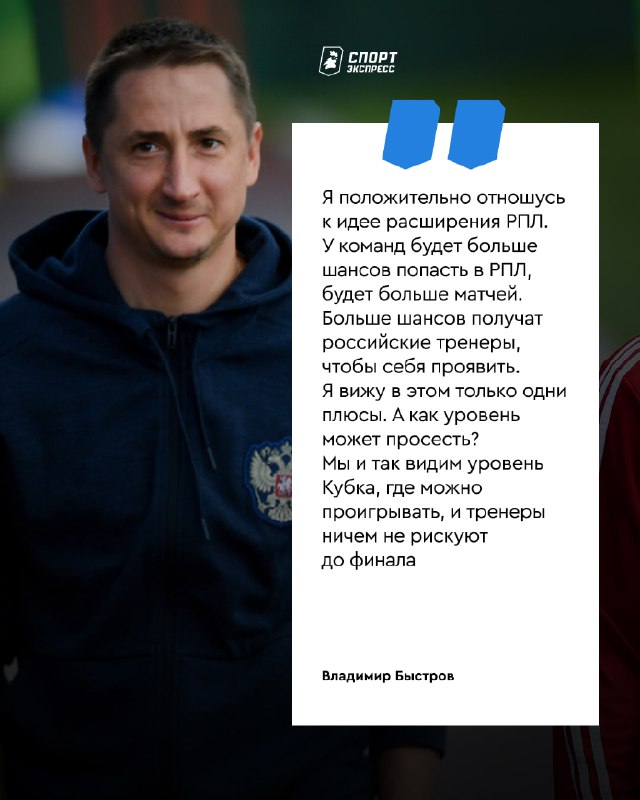 СПОРТ
ЭКСПРЕСС
Я положительно отношусь
к идее расширения РПЛ.
У команд будет больше
шансов попасть в РПЛ,
будет больше матчей.
Больше шансов получат
российские тренеры,
чтобы себя проявить.
Я вижу в этом только одни
плюсы. А как уровень
может просесть?
Мы и так видим уровень
Кубка, где можно
проигрывать, и тренеры
ничем не рискуют
до финала
Владимир Быстров